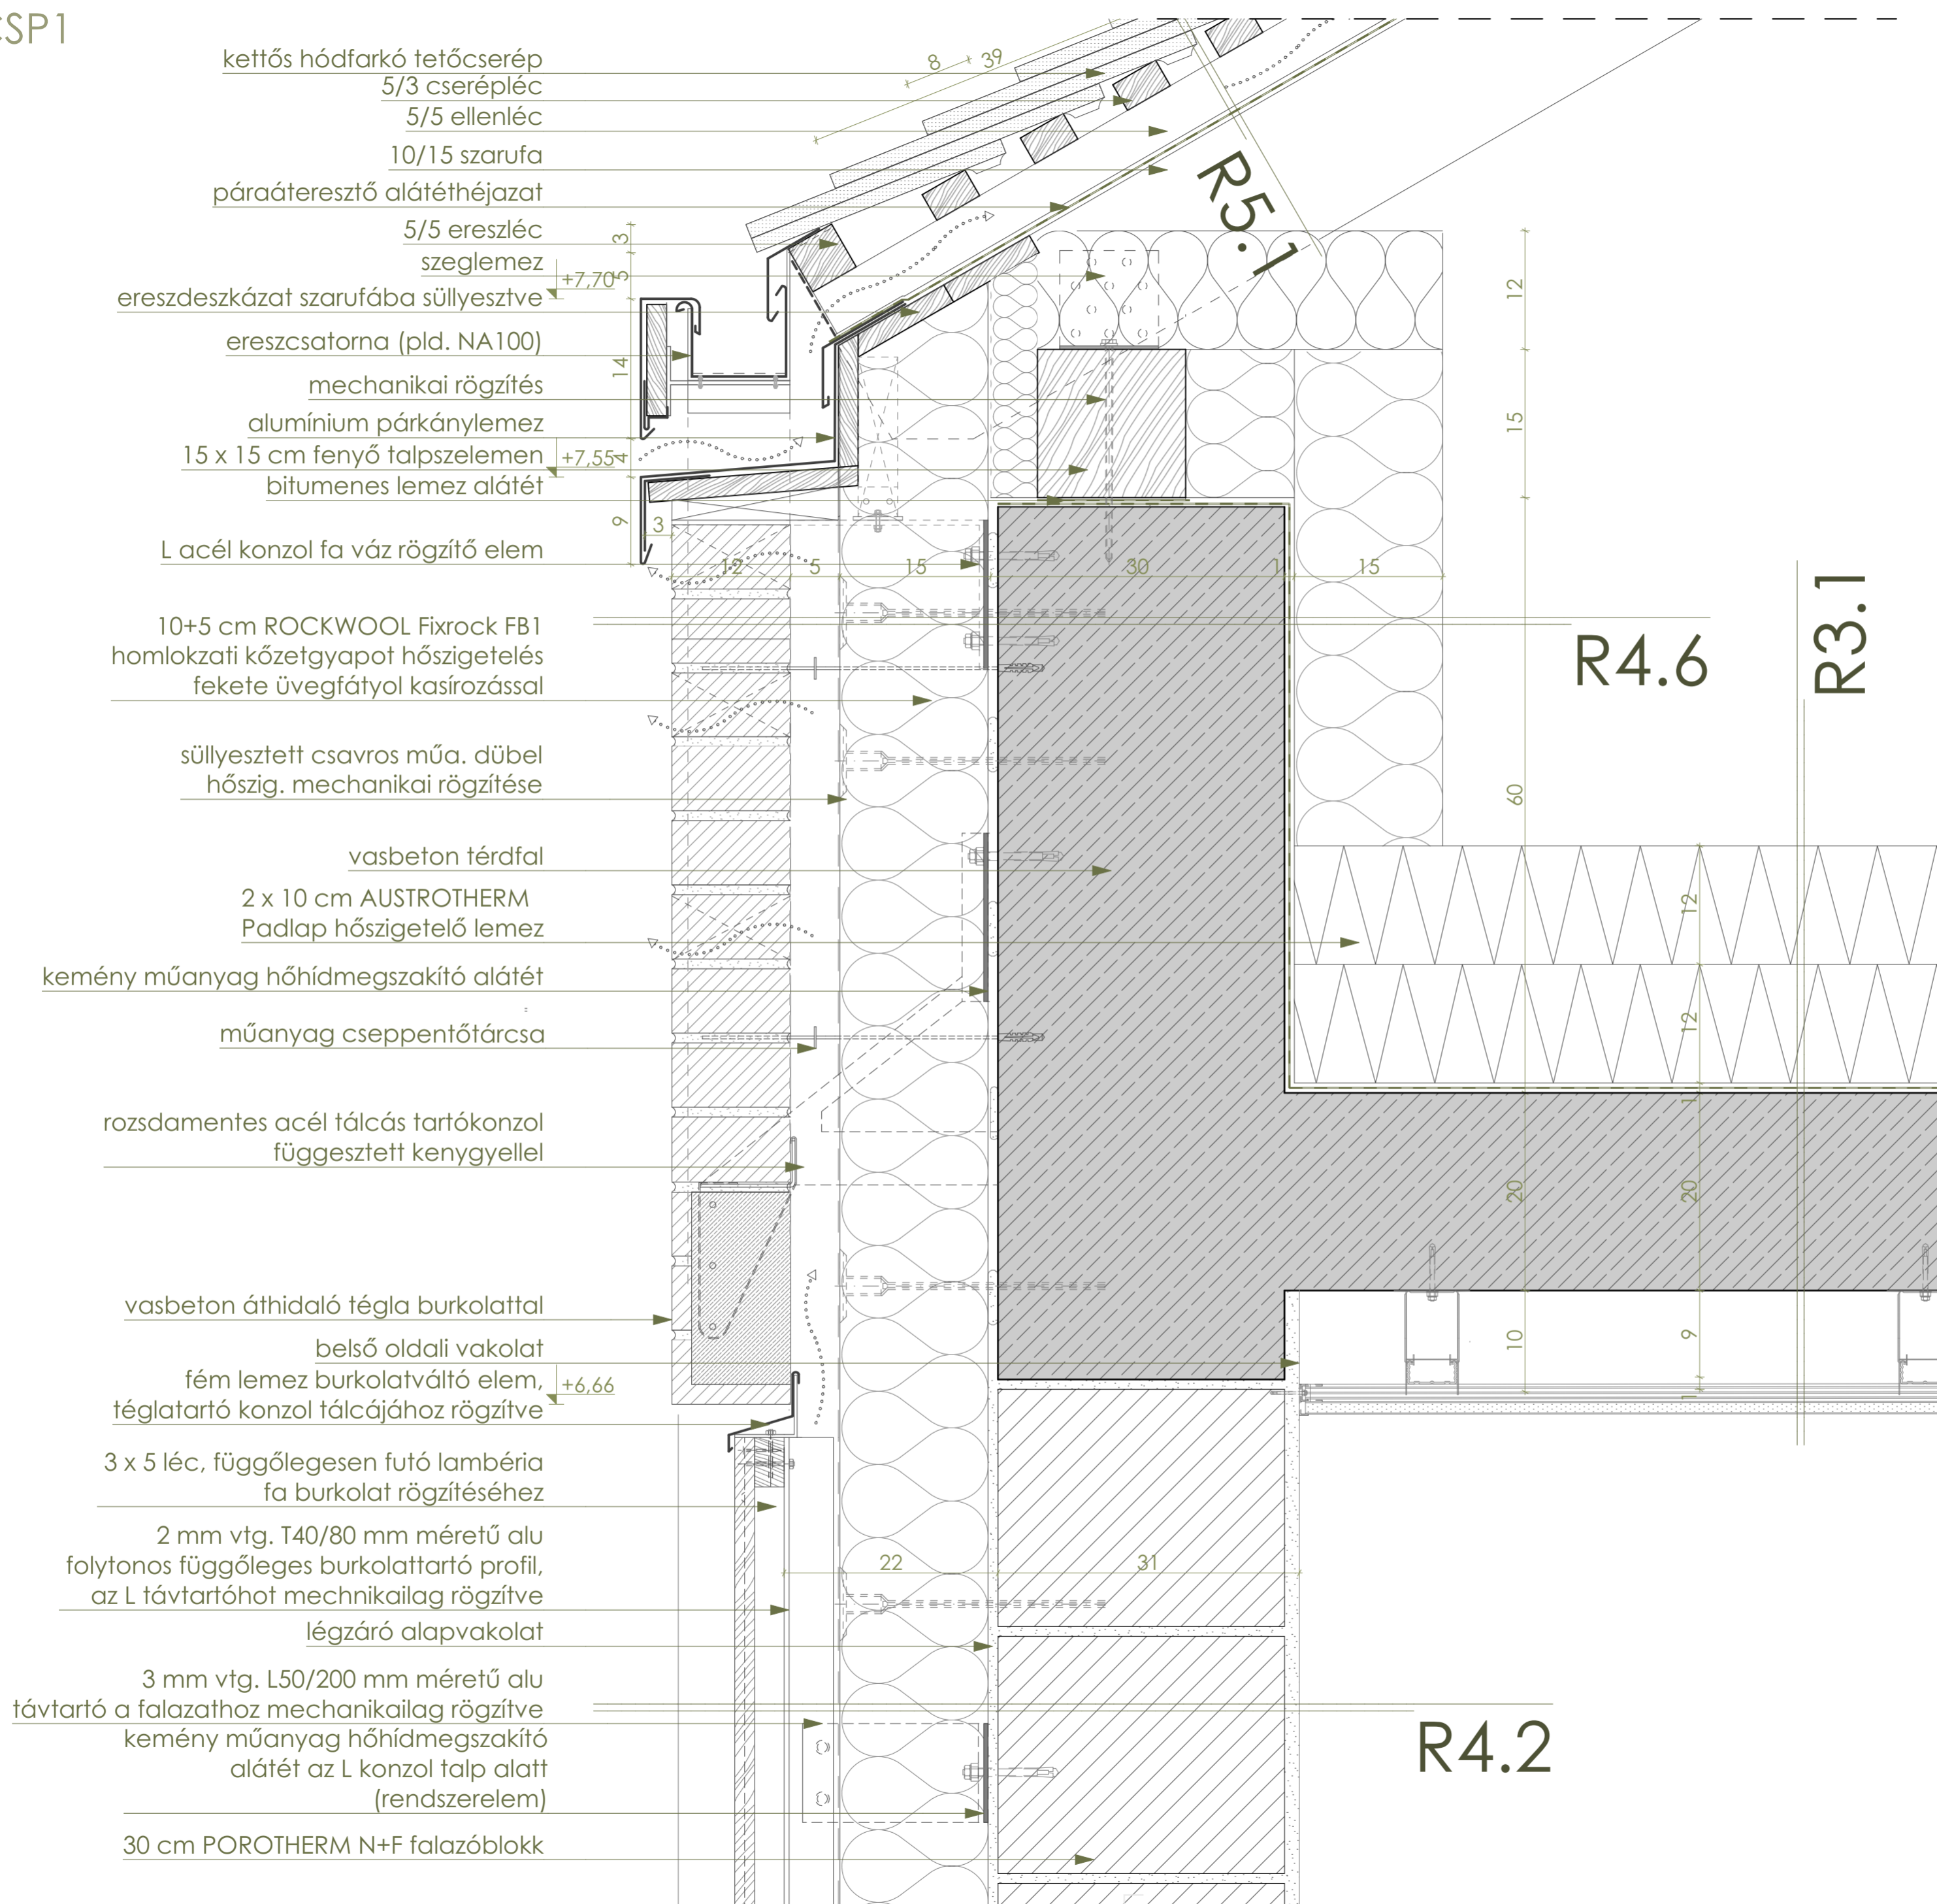 SP1
kettős hódfarkó tetőcserép
5/3 cserépléc
5/5 ellenléc
10/15 szarufa
páraáteresztő alátéthéjazat
5/5 ereszléc
szeglemez
+7,70
ereszdeszkázat szarufába süllyesztve
ereszcsatorna (pld. NA100)
mechanikai rögzítés
alumínium párkánylemez
15 x 15 cm fenyő talpszelemen
+7,55
bitumenes lemez alátét
L acél konzol fa váz rögzítő elem
10+5 cm ROCKWOOL Fixrock FB1
homlokzati kőzetgyapot hőszigetelés
fekete üvegfátyol kasírozással
süllyesztett csavros műa. dübel
hőszig. mechanikai rögzítése
vasbeton térdfal
2 x 10 cm AUSTROTHERM
Padlap hőszigetelő lemez
kemény műanyag hőhídmegszakító alátét
műanyag cseppentőtárcsa
rozsdamentes acél tálcás tartókonzol
függesztett kenygyellel
vasbeton áthidaló tégla burkolattal
belső oldali vakolat
fém lemez burkolatváltó elem,
téglatartó konzol tálcájához rögzítve
+6,66
3 x 5 léc, függőlegesen futó lambéria
fa burkolat rögzítéséhez
2 mm vtg. T40/80 mm méretű alu
folytonos függőleges burkolattartó profil,
az L távtartóhot mechnikailag rögzítve
légzáró alapvakolat
3 mm vtg. L50/200 mm méretű alu
távtartó a falazathoz mechanikailag rögzítve
kemény műanyag hőhídmegszakító
alátét az L konzol talp alatt
(rendszerelem)
30 cm POROTHERM N+F falazóblokk
8
39
3
5
14
4
9
3
12
5
15
30
1
15
12
15
60
20
10
12
12
1
20
9
1
22
31
R5.1
R4.6
R3.1
R4.2